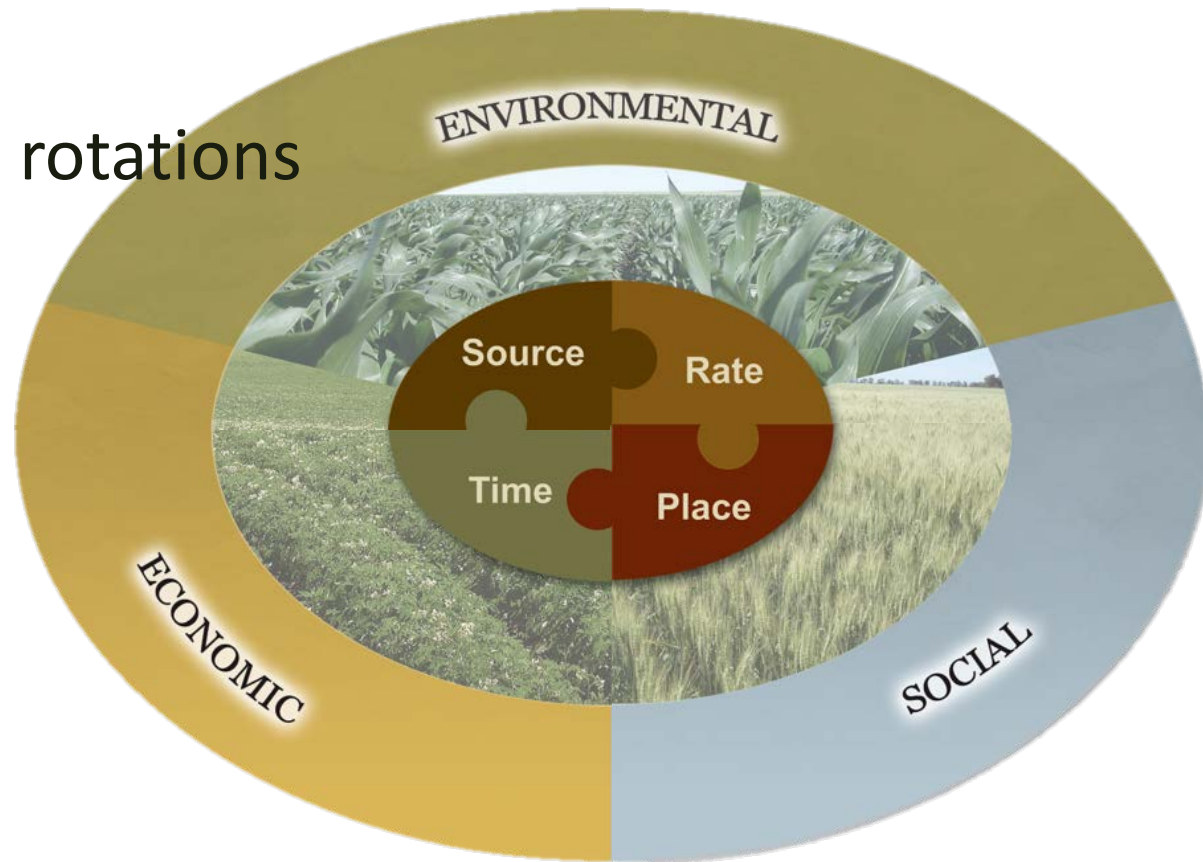 ENVIRONMENTAL
rotations
Source
Rate
Time
Place
ECONOMIC
SOCIAL